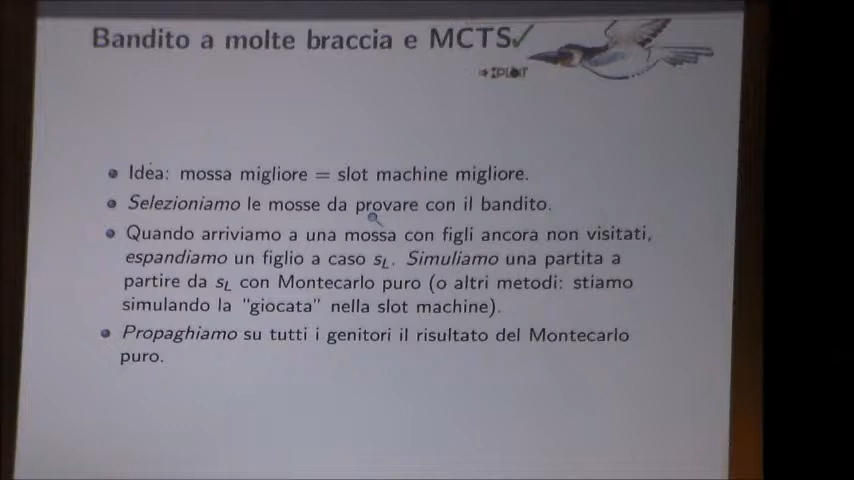 Bandito a molte braccia e MCTS✓
Idea: mossa migliore = slot machine migliore.
Selezioniamo le mosse da provare con il bandito.
Quando arriviamo a una mossa con figli ancora non visitati,
espandiamo un figlio a caso sL. Simuliamo una partita a
partire da sL con Montecarlo puro (o altri metodi: stiamo
simulando la "giocata" nella slot machine).
Propaghiamo su tutti i genitori il risultato del Montecarlo
puro.